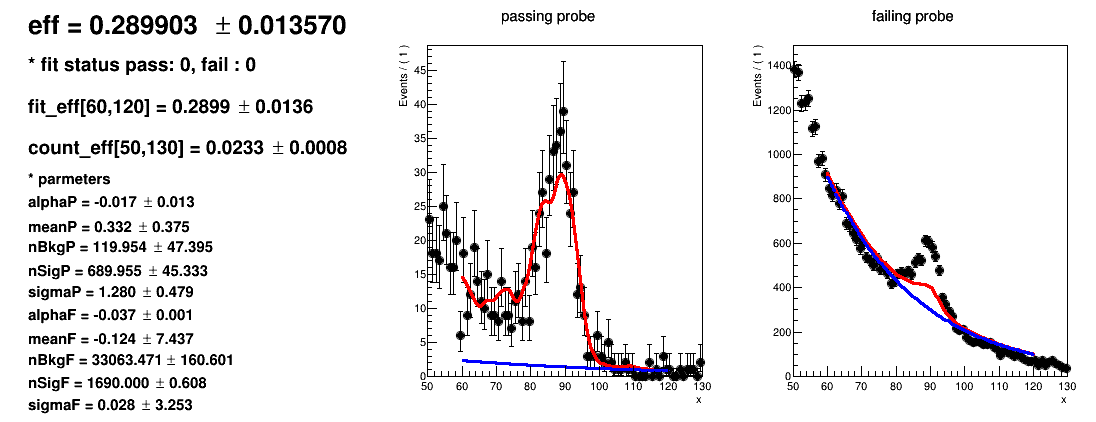 eff = 0.289903 ± 0.013570
* fit status pass: 0, fail : 0
fit_eff[60,120] = 0.2899 ± 0.0136
count_eff[50,130] = 0.0233 ± 0.0008
* parmeters
alphaP = -0.017 ± 0.013
meanP = 0.332 ± 0.375
nBkgP = 119.954 ± 47.395
nSigP = 689.955 ± 45.333
sigmaP = 1.280 ± 0.479
alphaF = -0.037 ± 0.001
meanF = -0.124 ± 7.437
nBkgF = 33063.471 ± 160.601
nSigF = 1690.000 ± 0.608
sigmaF = 0.028 ± 3.253
passing probe
Events / ( 1 )
45
40
35
30
25
20
15
10
5
0
50 60 70 80 90 100 110 120 130
x
failing probe
Events / ( 1 )
1400
1200
1000
800
600
400
200
0
50 60 70 80 90 100 110 120 130
x